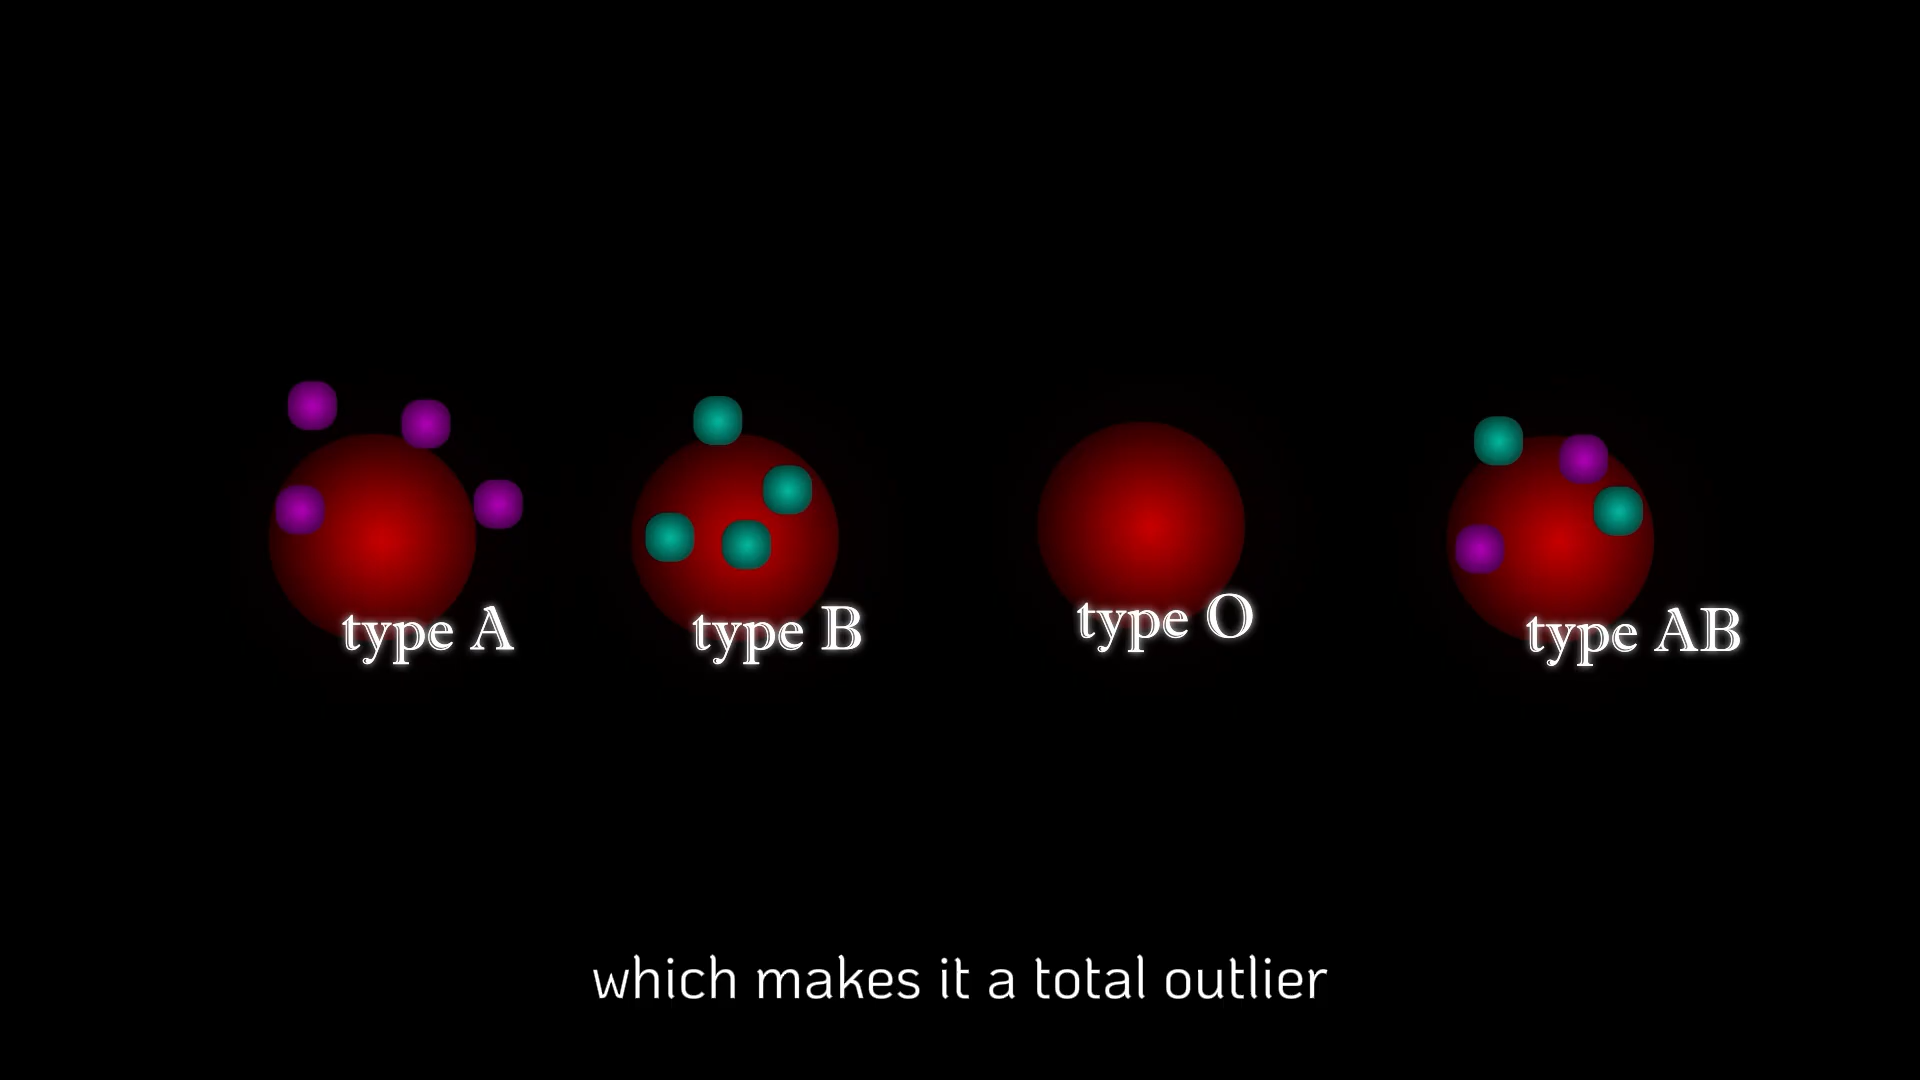 type A
type B
type O
type AB
which makes it a total outlier